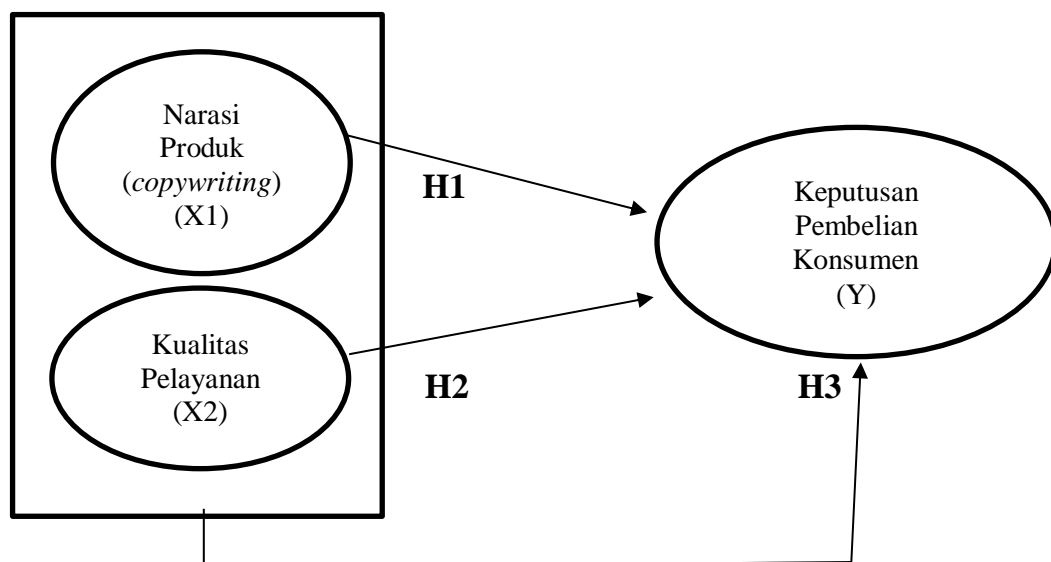 Narasi
Produk
(copywriting)
(X1)
H1
Keputusan
Pembelian
Konsumen
(Y)
Kualitas
Pelayanan
(X2)
H2
H3